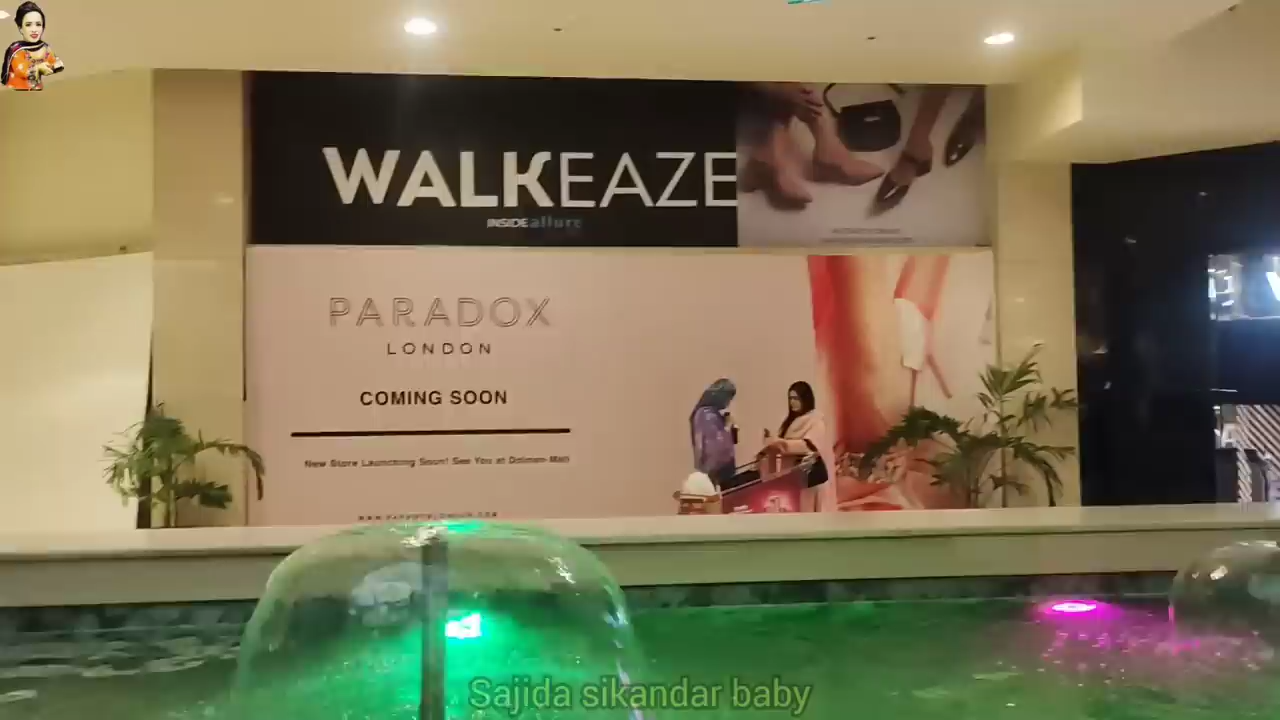 WALKEAZE
INSIDE allure
PARADOX
LONDON
COMING SOON
New Store Launching Soon! See You at Dolmen-Mall
Sajida sikandar baby